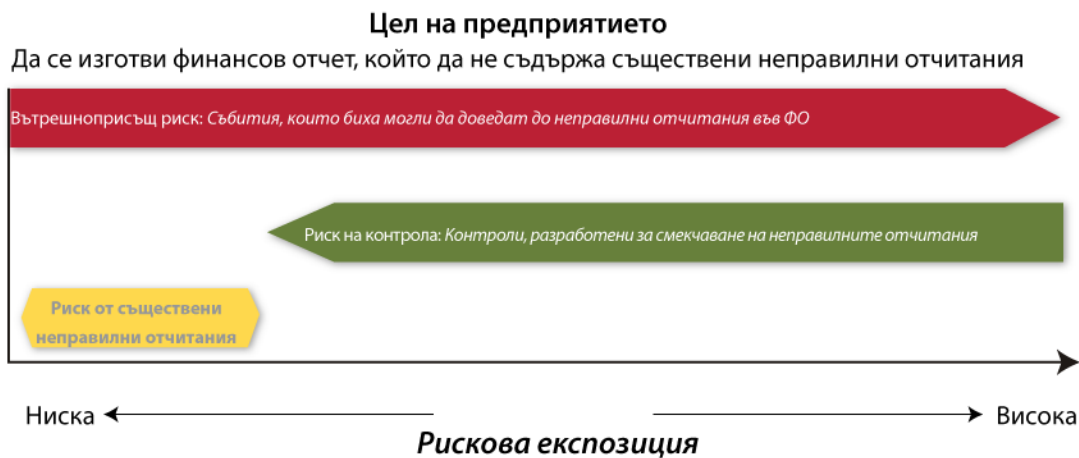 Цел на предприятието
Да се изготви финансов отчет, който да не съдържа съществени неправилни отчитания
Вътрешноприсъщ риск: Събития, които биха могли да доведат до неправилни отчитания във ФО
Риск на контрола: Контроли, разработени за смекчаване на неправилните отчитания
Риск от съществени
неправилни отчитания
Ниска Висока
Рискова експозиция